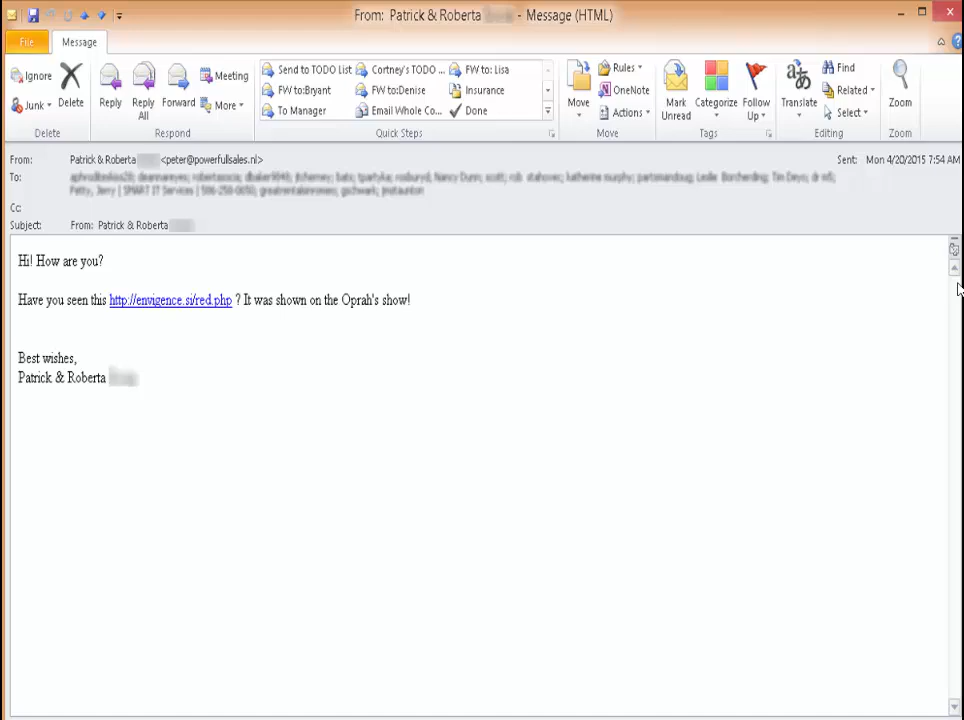 From: Patrick & Roberta - Message (HTML)
File Message
Ignore
Junk
Delete
Delete
Reply
Reply All
Forward
Meeting
More
Respond
Send to TODO List Cortney's TODO ... FW to: Lisa
FW to:Bryant FW to:Denise Insurance
To Manager Email Whole Co... Done
Quick Steps
Move
Rules
OneNote
Actions
Move
Mark Unread
Categorize
Follow Up
Tags
Translate
Find
Related
Select
Editing
Zoom
Zoom
From: Patrick & Roberta <peter@powerfullsales.nl> Sent: Mon 4/20/2015 7:54 AM
To:
Cc
Subject: From: Patrick & Roberta
Hi! How are you?
Have you seen this http://envigence.si/red.php ? It was shown on the Oprah's show!
Best wishes,
Patrick & Roberta